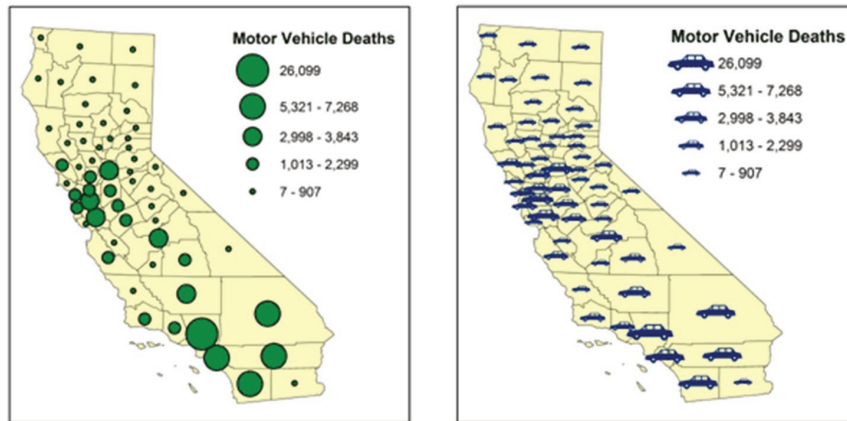 Motor Vehicle Deaths
26,099
5,321 - 7,268
2,998 - 3,843
1,013 - 2,299
7 - 907
Motor Vehicle Deaths
26,099
5,321 - 7,268
2,998 - 3,843
1,013 - 2,299
7 - 907